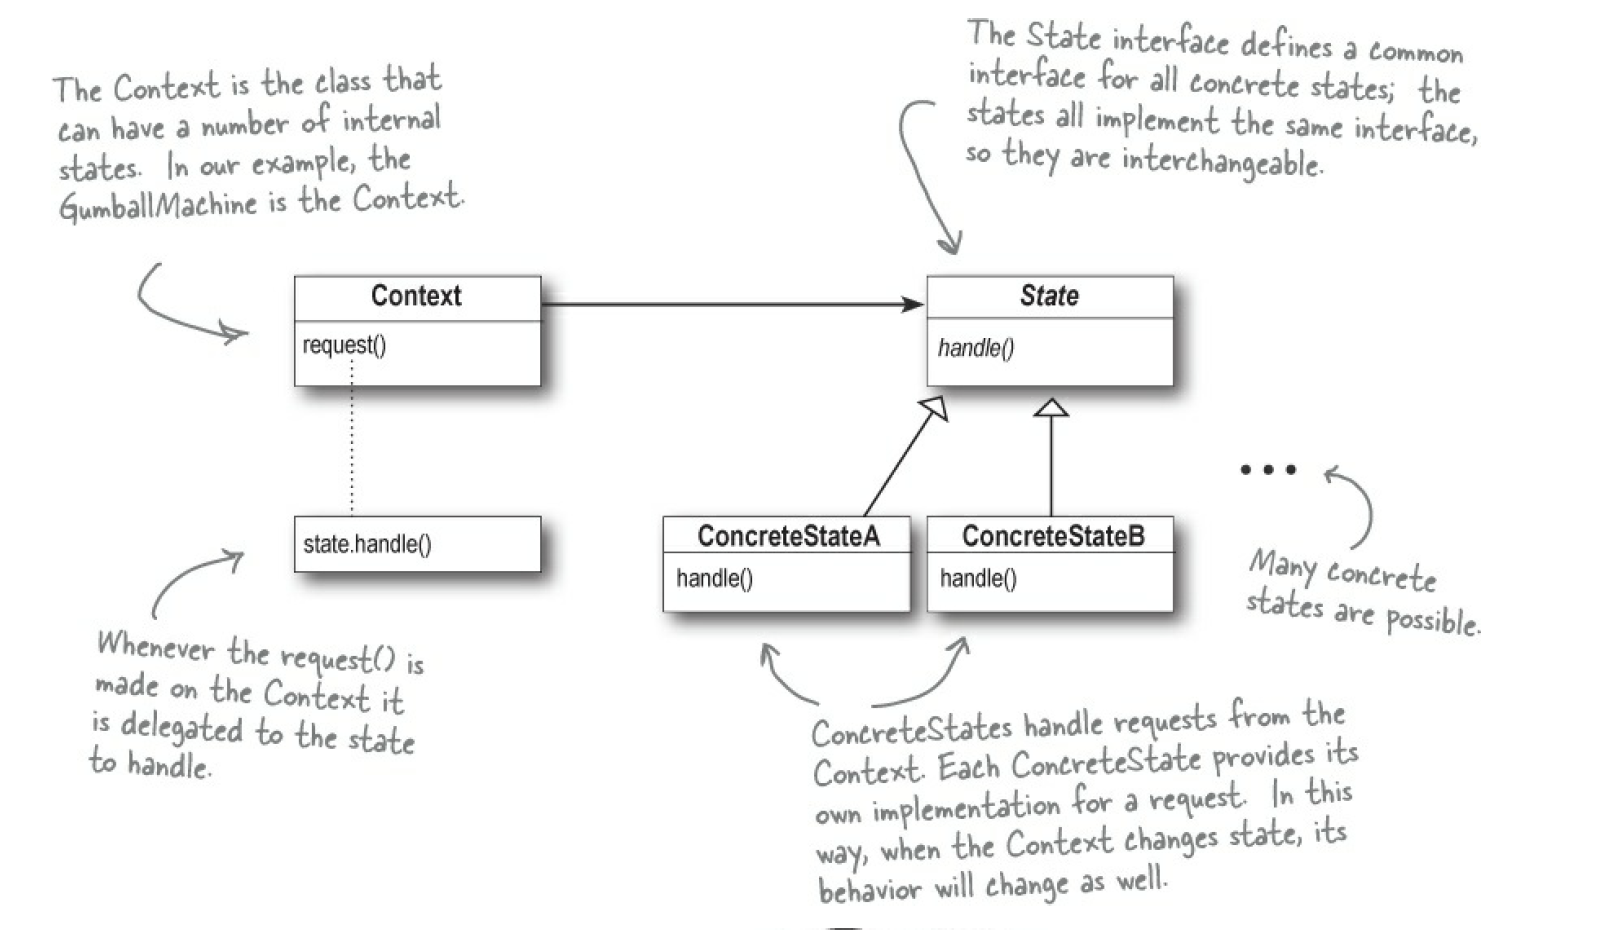 The Context is the class that
can have a number of internal
states. In our example, the
GumballMachine is the Context.
The State interface defines a common
interface for all concrete states; the
states all implement the same interface,
so they are interchangeable.
Context
request()
State
handle()
state.handle()
ConcreteStateA
handle()
ConcreteStateB
handle()
Many concrete
states are possible.
Whenever the request() is
made on the Context it
is delegated to the state
to handle.
ConcreteStates handle requests from the
Context. Each ConcreteState provides its
own implementation for a request. In this
way, when the Context changes state, its
behavior will change as well.